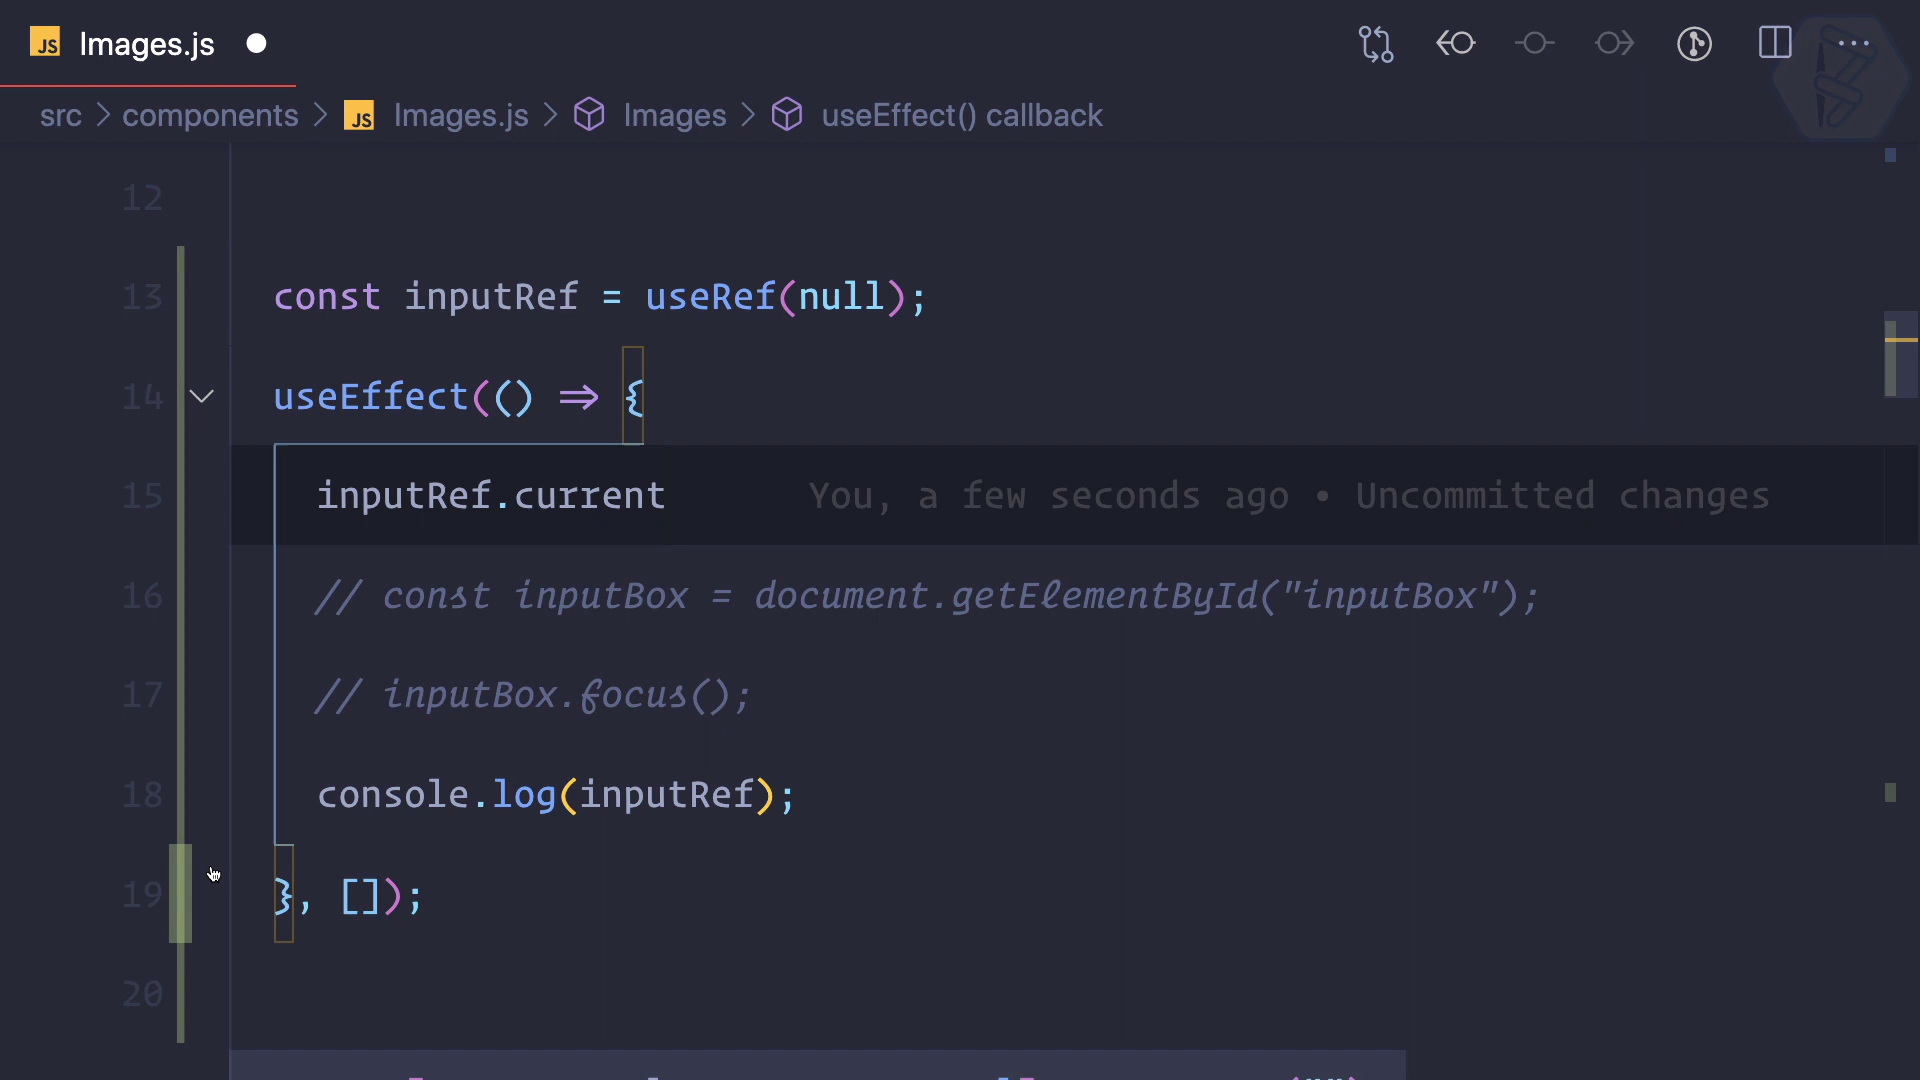 JS Images.js
src > components > JS Images.js > Images > useEffect() callback
12
13 const inputRef = useRef(null);
14 useEffect(() => {
15 inputRef.current You, a few seconds ago • Uncommitted changes
16 // const inputBox = document.getElementById("inputBox");
17 // inputBox.focus();
18 console.log(inputRef);
19 }, []);
20